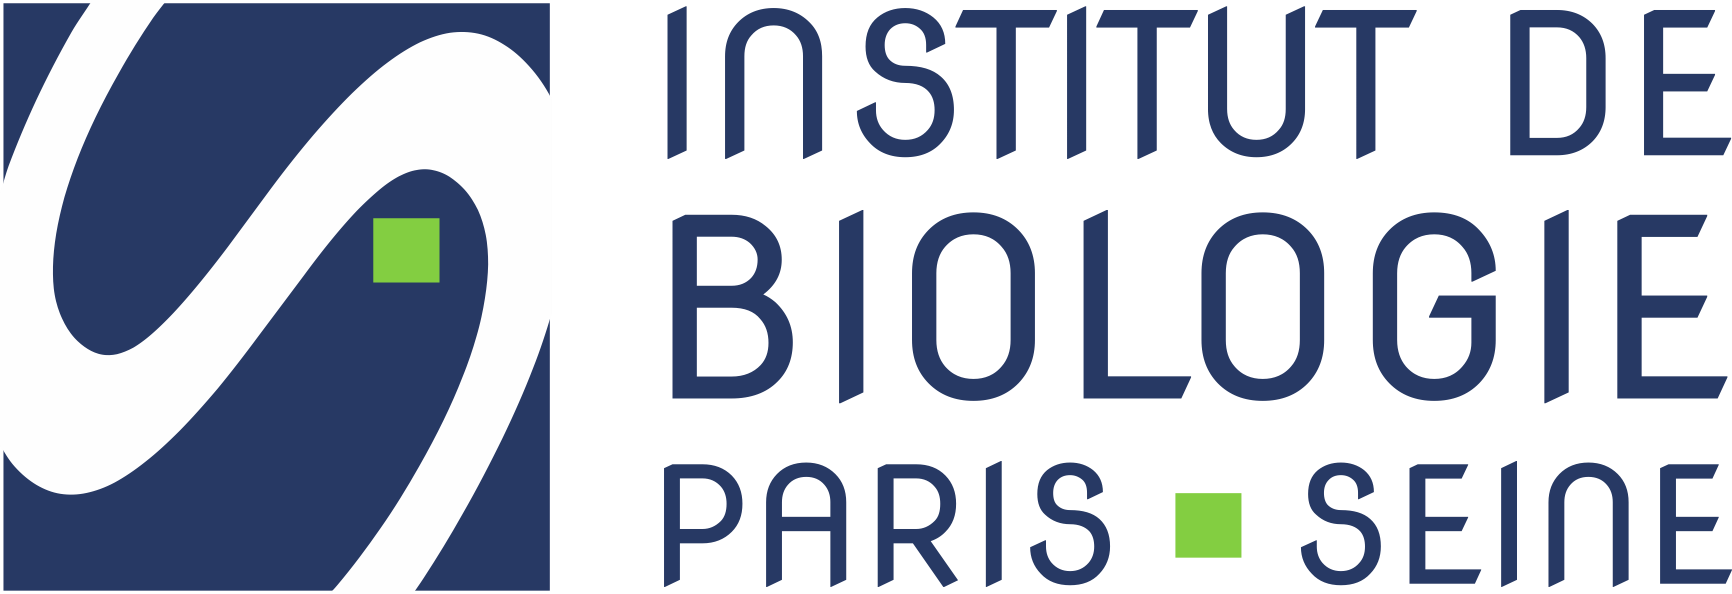 INSTITUT DE
BIOLOGIE
PARIS ▪ SEINE